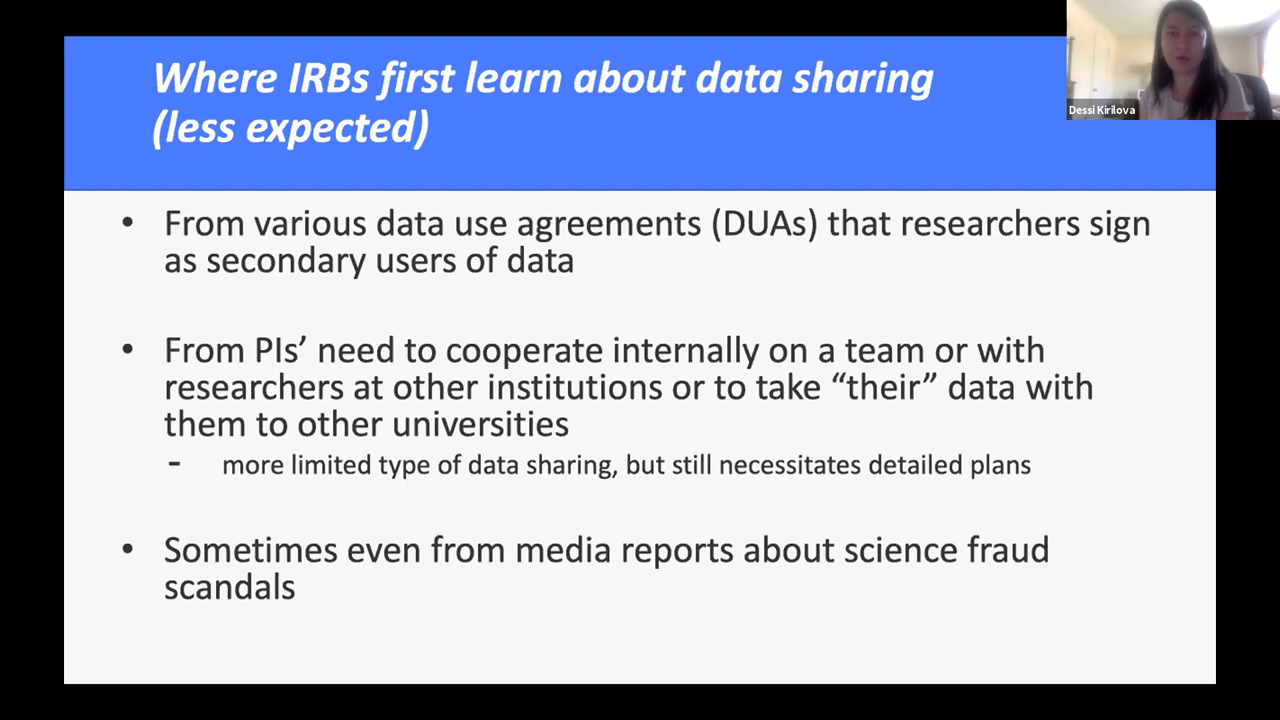 Where IRBs first learn about data sharing
(less expected)
Dessi Kirilova
• From various data use agreements (DUAs) that researchers sign
as secondary users of data
• From PIs’ need to cooperate internally on a team or with
researchers at other institutions or to take “their” data with
them to other universities
- more limited type of data sharing, but still necessitates detailed plans
• Sometimes even from media reports about science fraud
scandals